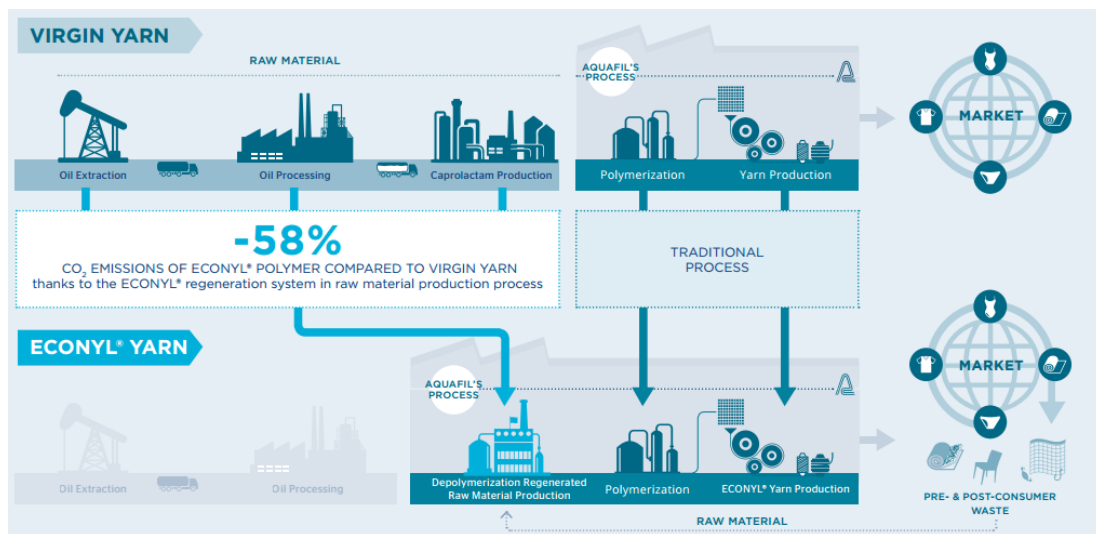 VIRGIN YARN
RAW MATERIAL
AQUAFIL'S
PROCESS
MARKET
Oil Extraction
Oil Processing
Caprolactam Production
Polymerization
Yarn Production
-58%
CO₂ EMISSIONS OF ECONYL® POLYMER COMPARED TO VIRGIN YARN
thanks to the ECONYL® regeneration system in raw material production process
TRADITIONAL
PROCESS
ECONYL® YARN
AQUAFIL'S
PROCESS
MARKET
Oil Extraction
Oil Processing
Depolymerization Regenerated
Raw Material Production
Polymerization
ECONYL® Yarn Production
PRE- & POST-CONSUMER
WASTE
RAW MATERIAL